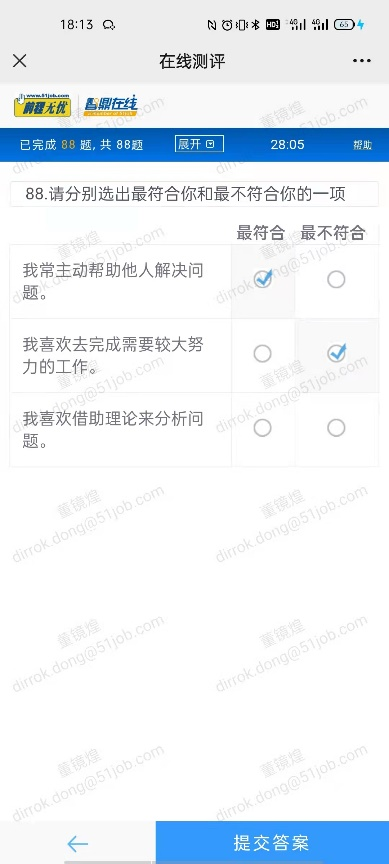 18:13
HD 4G 4G 65
在线测评
www.51job.com
前程无忧
智鼎在线
已完成 88 题, 共 88题
展开
28:05
帮助
88.请分别选出最符合你和最不符合你的一项
最符合 最不符合
我常主动帮助他人解决问
题。
我喜欢去完成需要较大努
力的工作。
我喜欢借助理论来分析问
题。
董镜煌
dirrok.dong@51job.com
提交答案